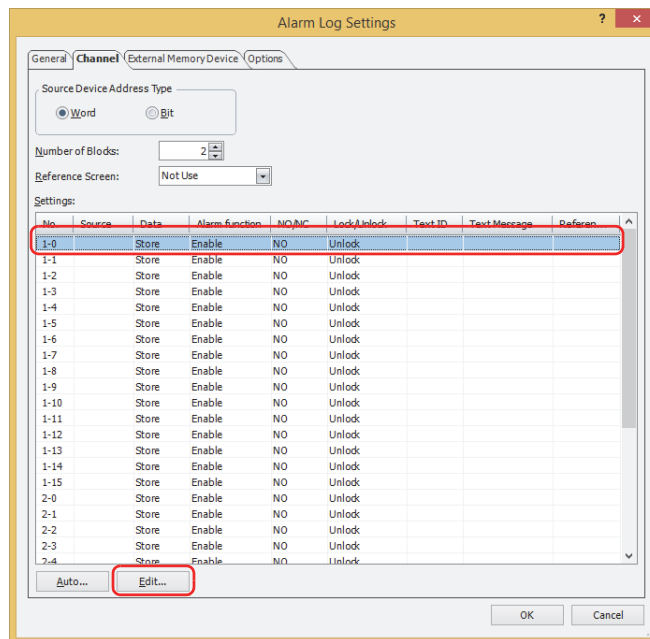 Alarm Log Settings ? ×
General Channel External Memory Device Options
Source Device Address Type
Word Bit
Number of Blocks: 2
Reference Screen: Not Use
Settings:
No. Source Data Alarm function NO/NC Lock/Unlock Text ID Text Message Referen...
1-0 Store Enable NO Unlock
1-1 Store Enable NO Unlock
1-2 Store Enable NO Unlock
1-3 Store Enable NO Unlock
1-4 Store Enable NO Unlock
1-5 Store Enable NO Unlock
1-6 Store Enable NO Unlock
1-7 Store Enable NO Unlock
1-8 Store Enable NO Unlock
1-9 Store Enable NO Unlock
1-10 Store Enable NO Unlock
1-11 Store Enable NO Unlock
1-12 Store Enable NO Unlock
1-13 Store Enable NO Unlock
1-14 Store Enable NO Unlock
1-15 Store Enable NO Unlock
2-0 Store Enable NO Unlock
2-1 Store Enable NO Unlock
2-2 Store Enable NO Unlock
2-3 Store Enable NO Unlock
2-4 Store Enable NO Unlock
Auto... Edit...
OK Cancel